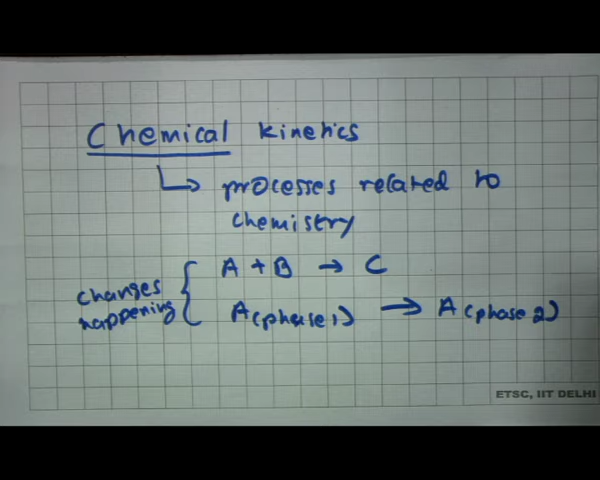 Chemical kinetics
processes related to
chemistry
changes
happening
A + B → C
A(phase 1) → A(phase 2)
ETSC, IIT DELHI